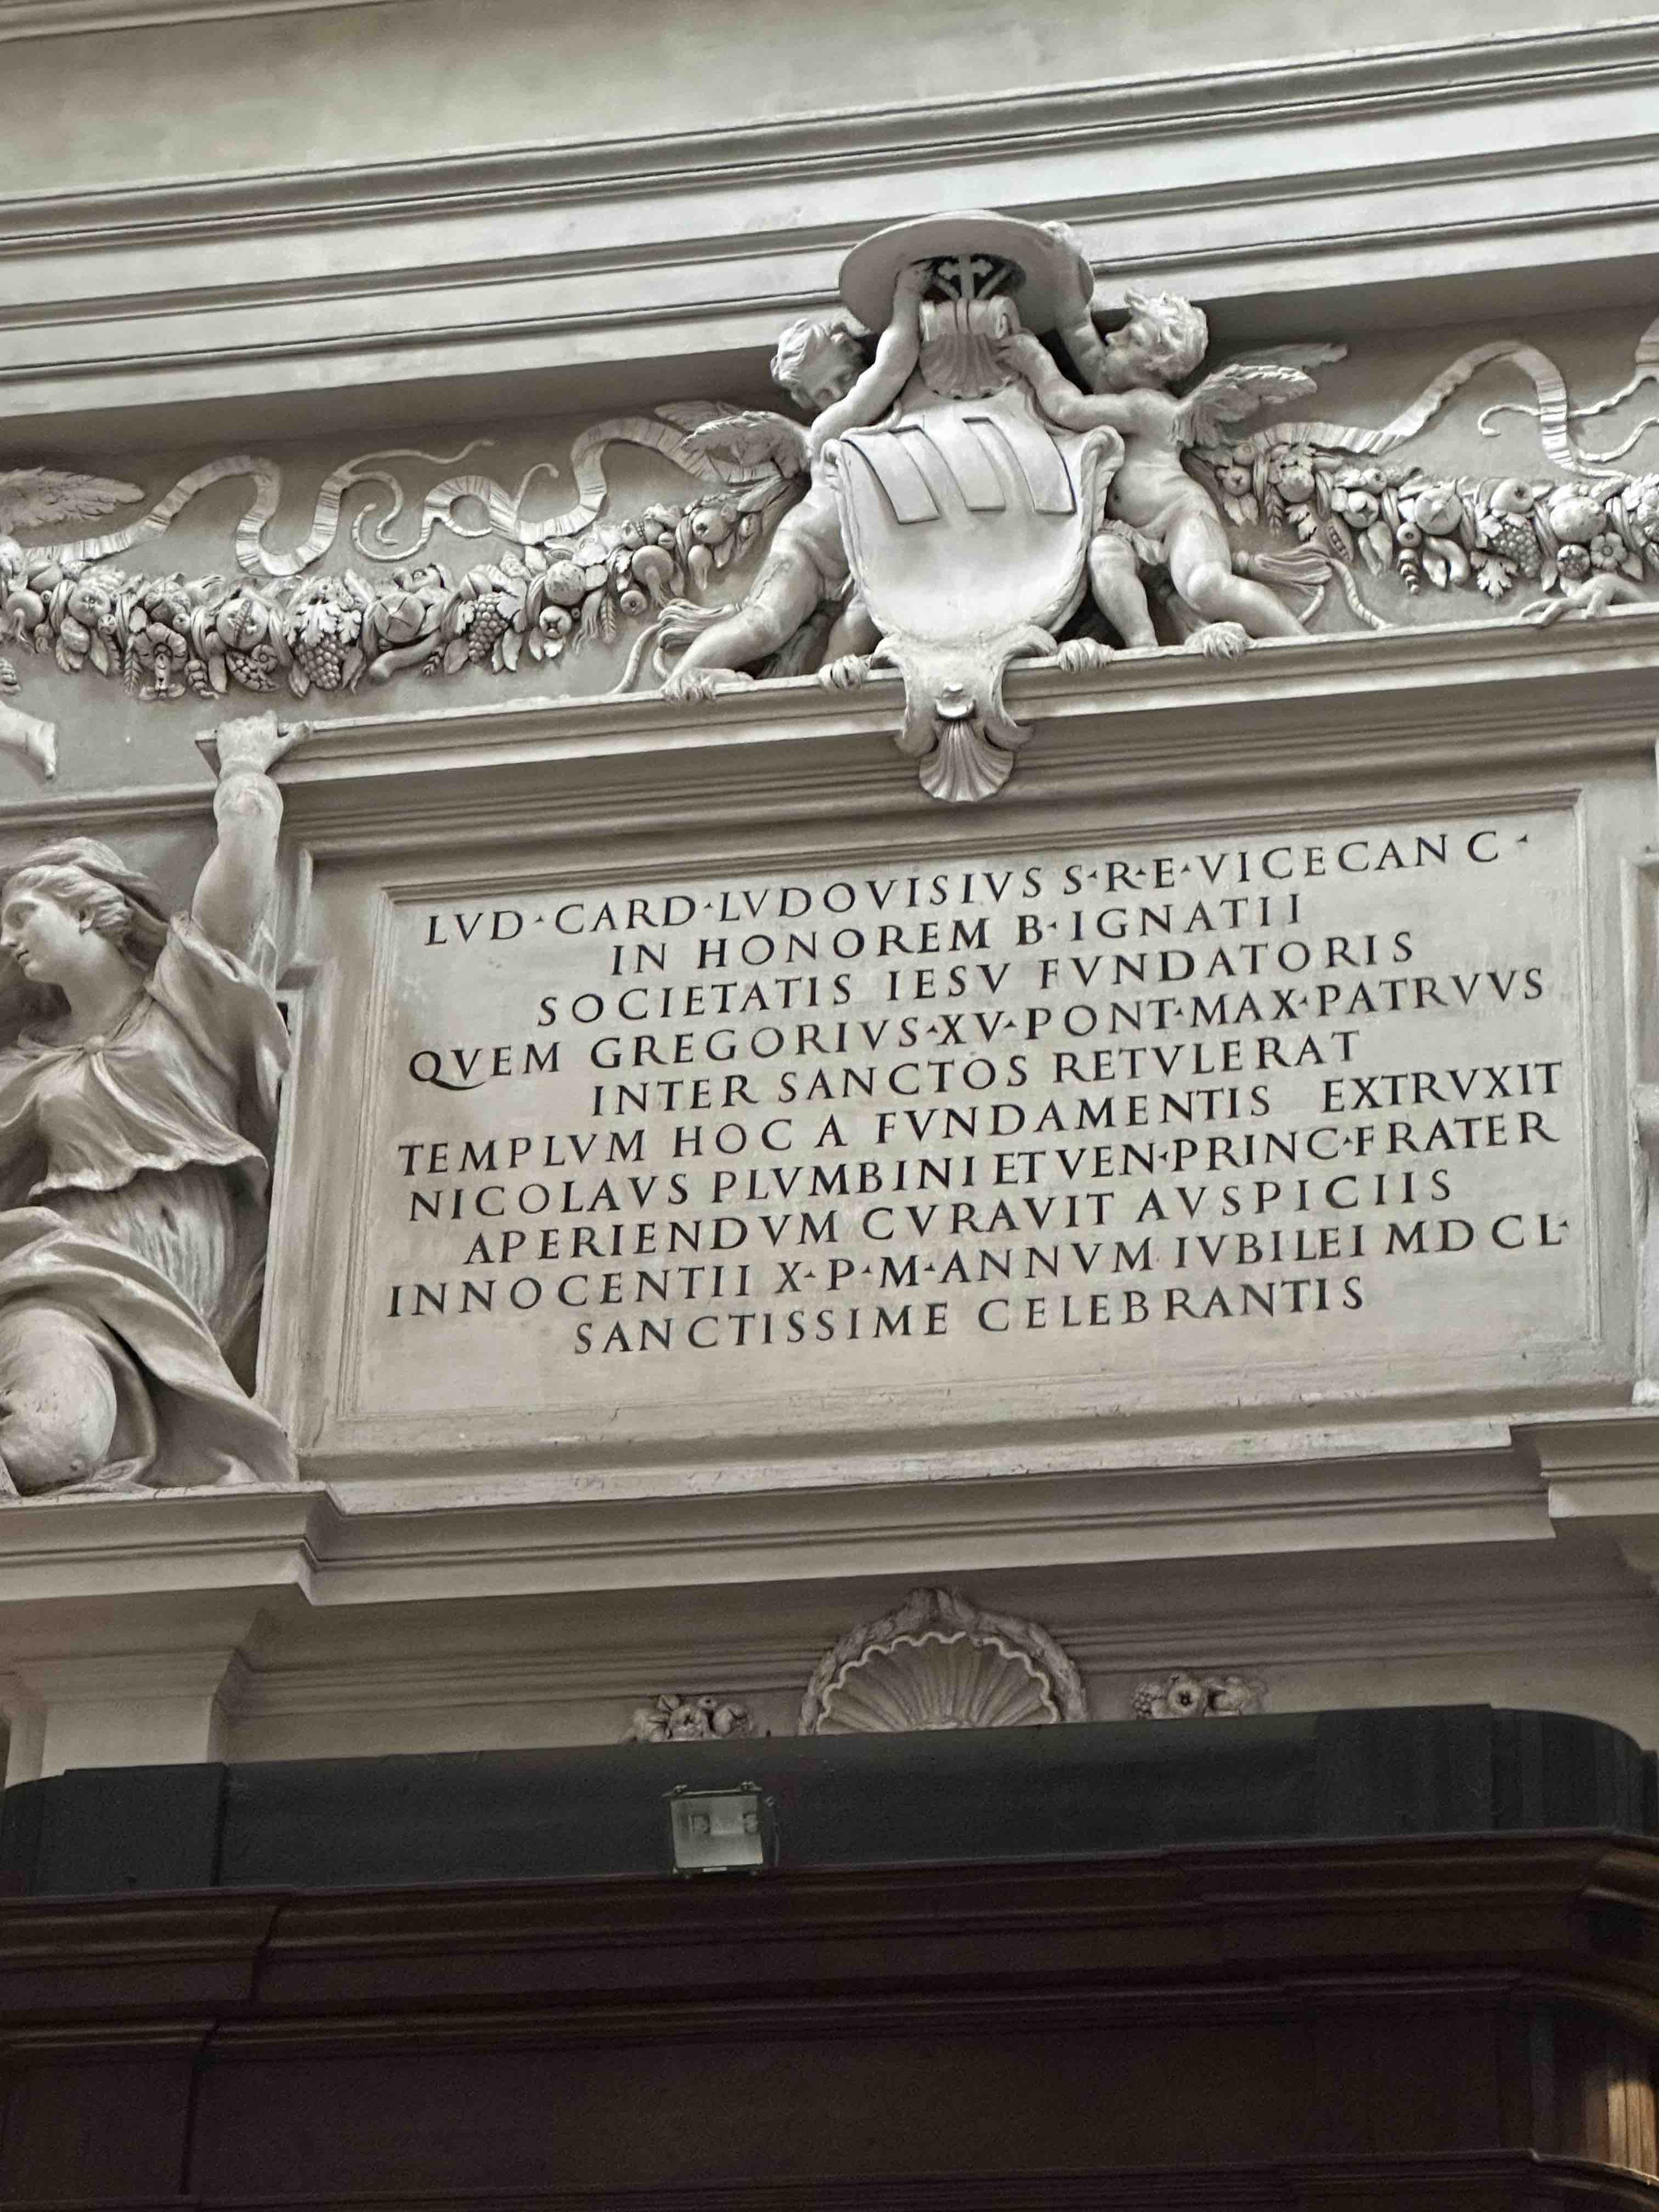 LVD·CARD·LVDOVISIVS S·R·E·VICECANC·
IN HONOREM B·IGNATII
SOCIETATIS IESV FVNDATORIS
QVEM GREGORIVS·XV·PONT·MAX·PATRVVS
INTER SANCTOS RETVLERAT
TEMPLVM HOC A FVNDAMENTIS EXTRVXIT
NICOLAVS PLVMBINI ET VEN·PRINC·FRATER
APERIENDVM CVRAVIT AVSPICIIS
INNOCENTII X·P·M·ANNVM IVBILEI MDCL·
SANCTISSIME CELEBRANTIS